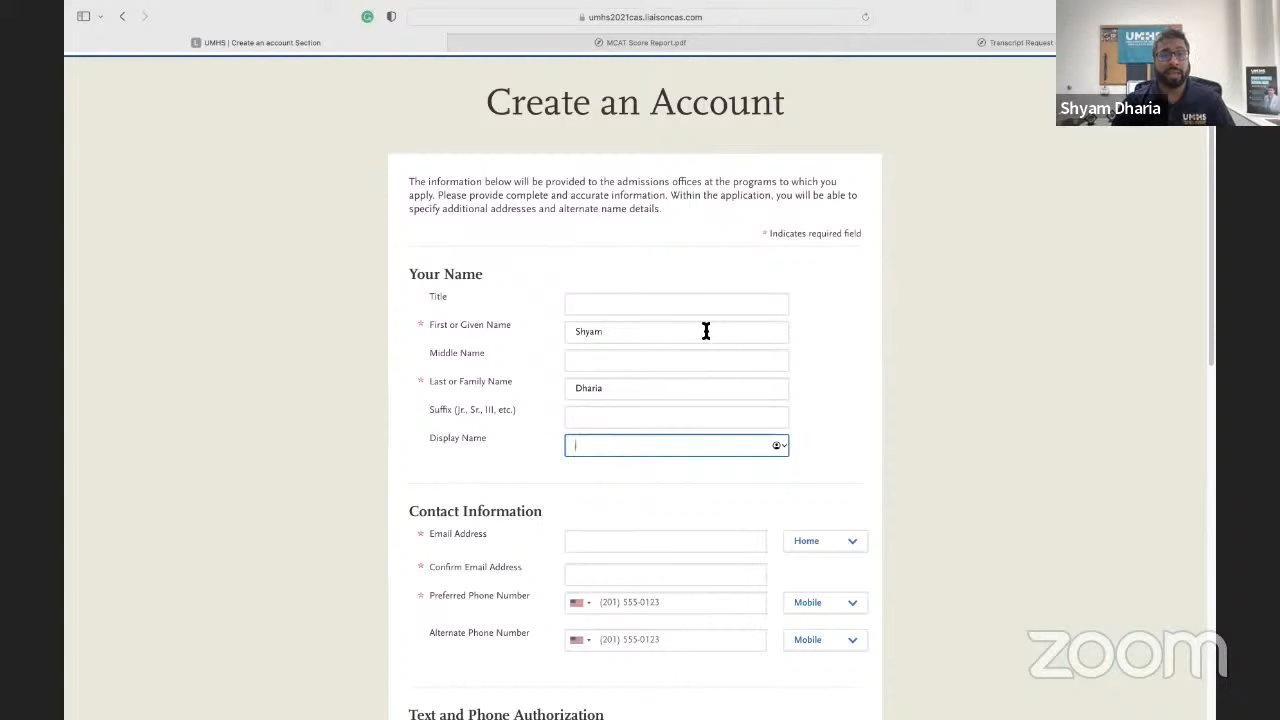 umhs2021cas.liaisoncas.com
UMHS | Create an account Section
MCAT Score Report.pdf
Transcript Request
UMHS
UMHS
Shyam Dharia
Create an Account
The information below will be provided to the admissions offices at the programs to which you
apply. Please provide complete and accurate information. Within the application, you will be able to
specify additional addresses and alternate name details.
* Indicates required field
Your Name
Title
* First or Given Name Shyam
Middle Name
* Last or Family Name Dharia
Suffix (Jr., Sr., III, etc.)
Display Name
Contact Information
* Email Address Home
* Confirm Email Address
* Preferred Phone Number (201) 555-0123 Mobile
Alternate Phone Number (201) 555-0123 Mobile
zoom
Text and Phone Authorization